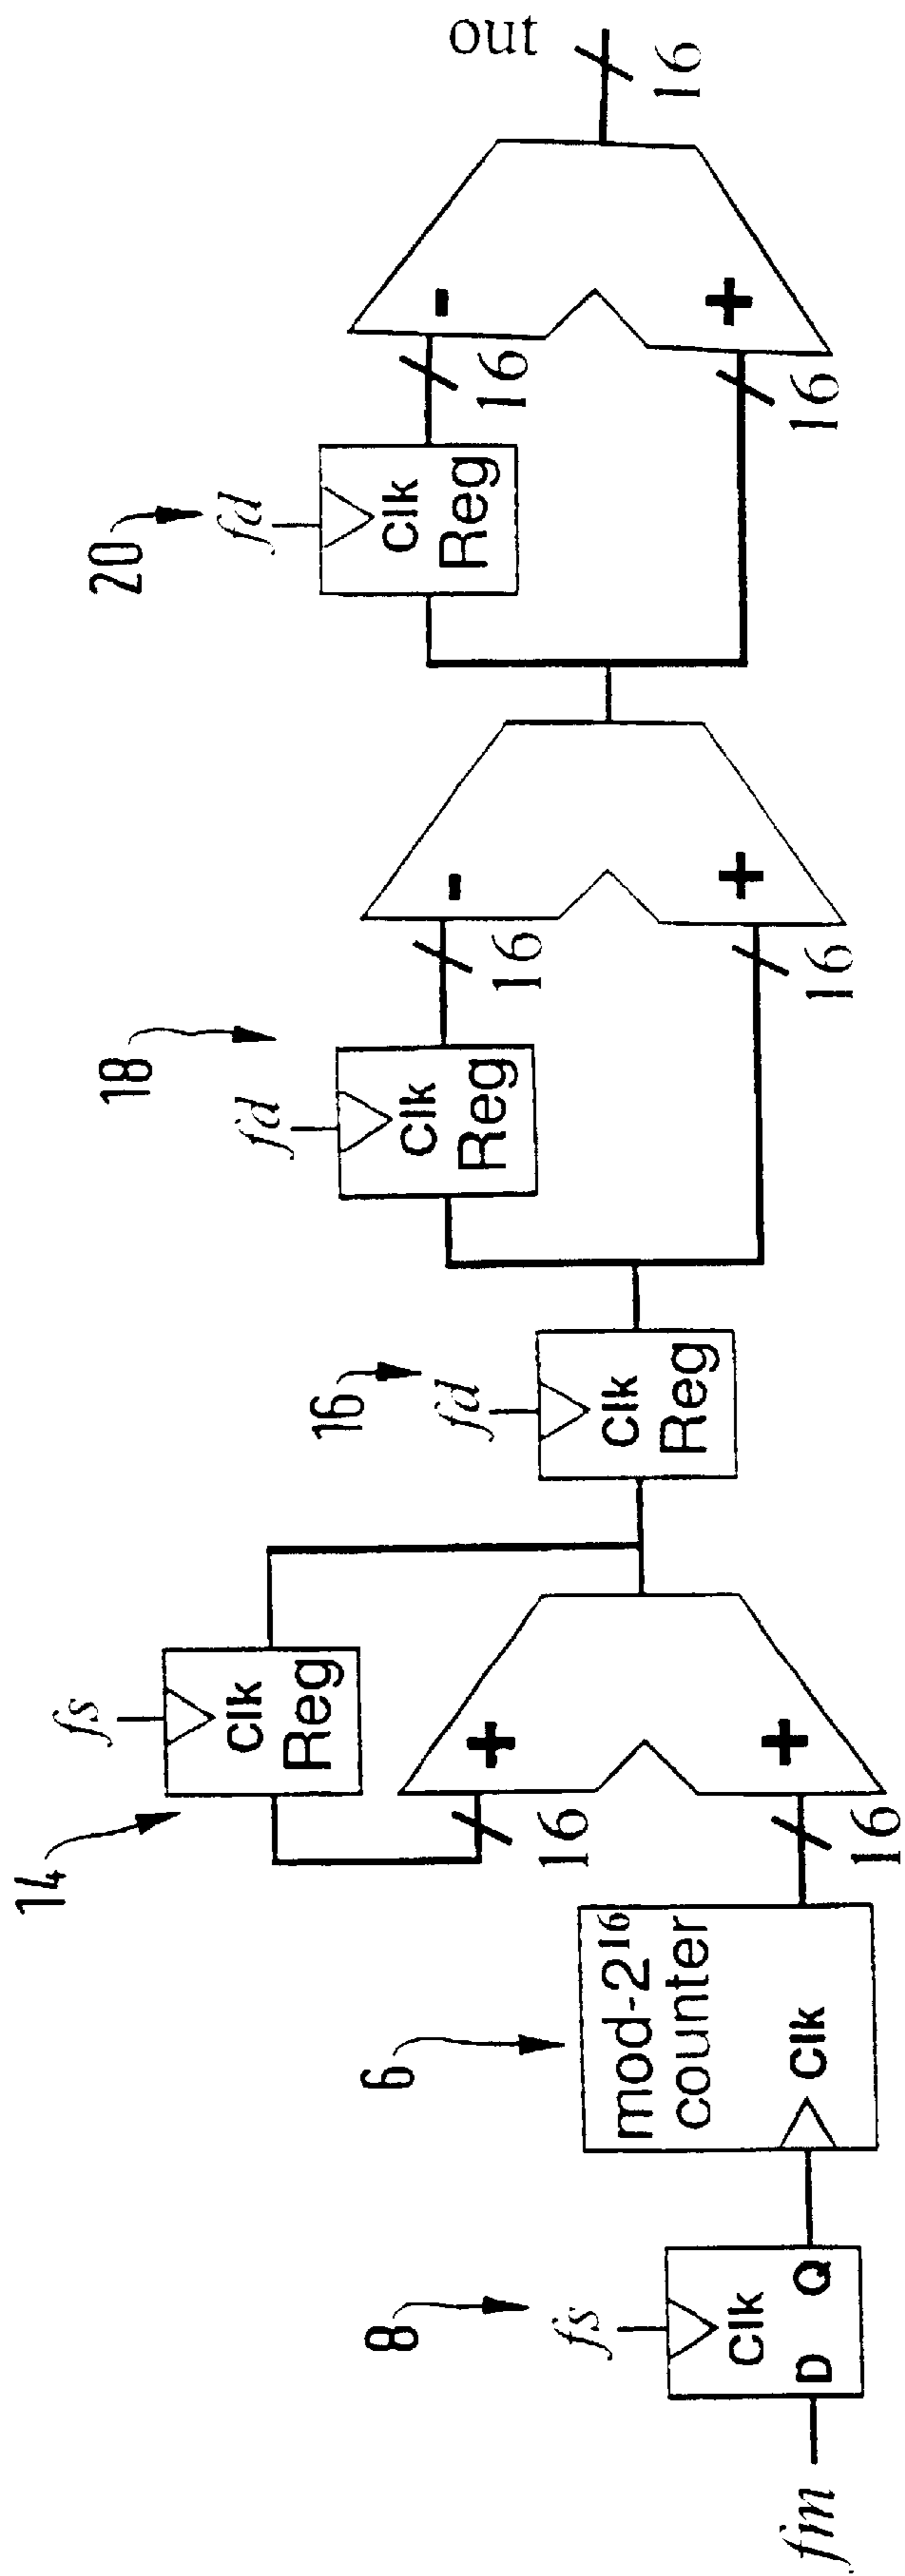 fm
8
fs
Clk
D Q
6
mod-2¹⁶
counter
Clk
16
14
fs
Clk
Reg
16
+
+
16
fd
Clk
Reg
18
fd
Clk
Reg
16
-
16
+
20
fd
Clk
Reg
16
-
16
+
out
16